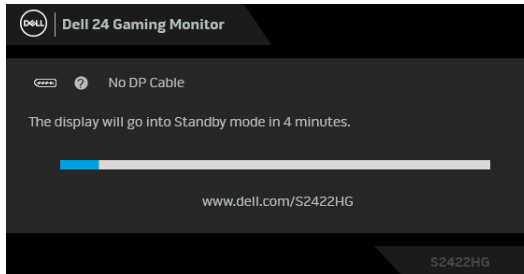 DELL Dell 24 Gaming Monitor
? No DP Cable
The display will go into Standby mode in 4 minutes.
www.dell.com/S2422HG
S2422HG